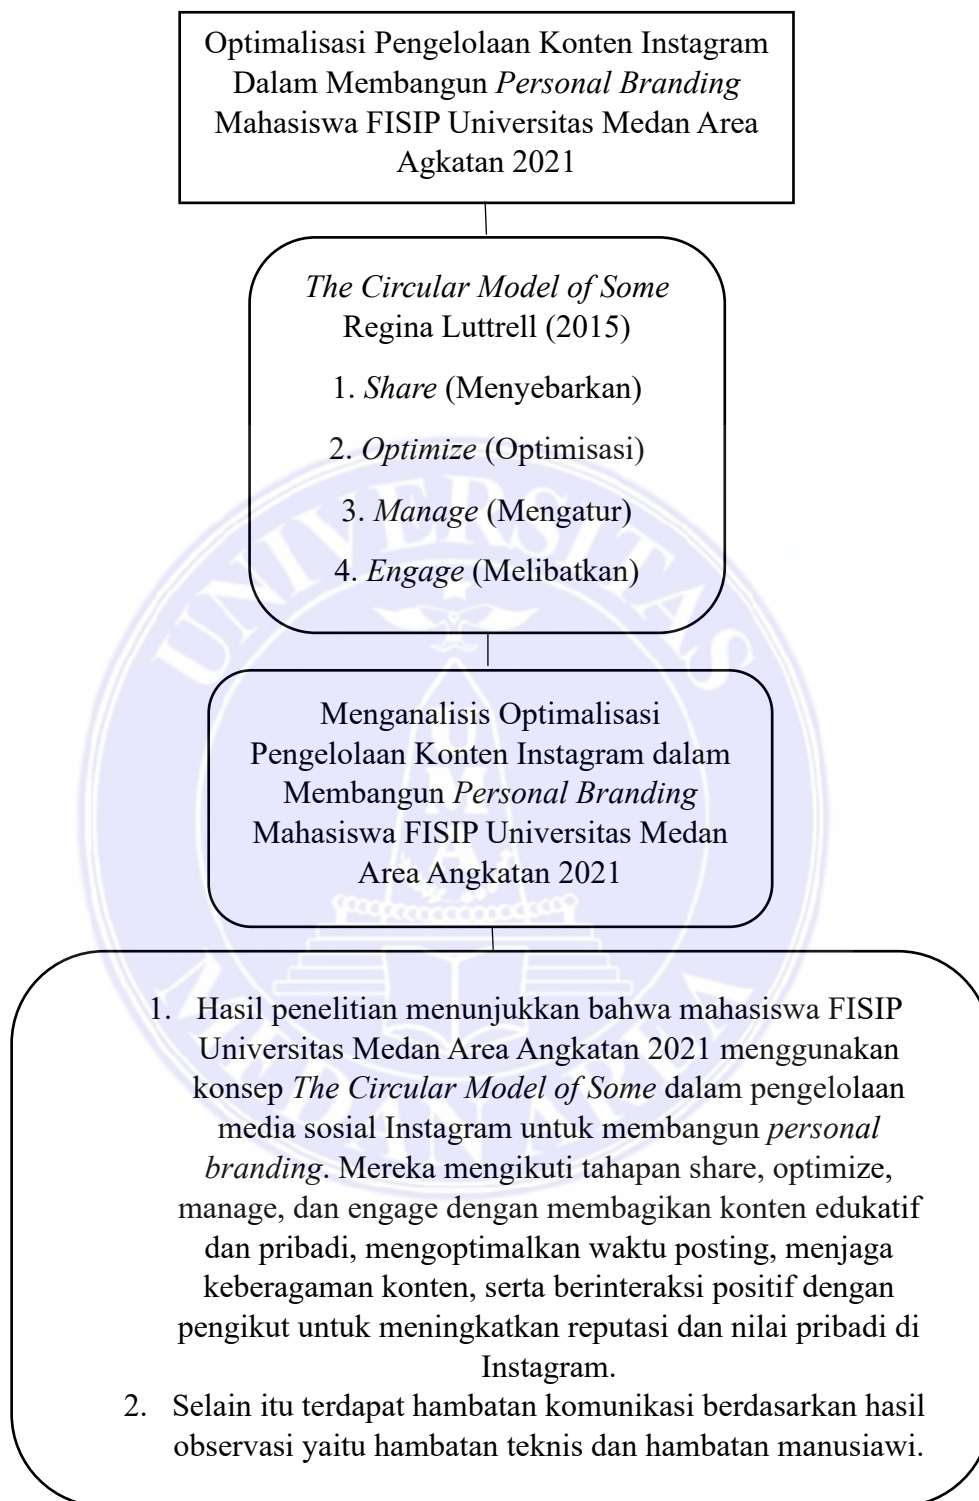 Optimalisasi Pengelolaan Konten Instagram
Dalam Membangun Personal Branding
Mahasiswa FISIP Universitas Medan Area
Agkatan 2021
The Circular Model of Some
Regina Luttrell (2015)
1. Share (Menyebarkan)
2. Optimize (Optimisasi)
3. Manage (Mengatur)
4. Engage (Melibatkan)
Menganalisis Optimalisasi
Pengelolaan Konten Instagram dalam
Membangun Personal Branding
Mahasiswa FISIP Universitas Medan
Area Angkatan 2021
1. Hasil penelitian menunjukkan bahwa mahasiswa FISIP
Universitas Medan Area Angkatan 2021 menggunakan
konsep The Circular Model of Some dalam pengelolaan
media sosial Instagram untuk membangun personal
branding. Mereka mengikuti tahapan share, optimize,
manage, dan engage dengan membagikan konten edukatif
dan pribadi, mengoptimalkan waktu posting, menjaga
keberagaman konten, serta berinteraksi positif dengan
pengikut untuk meningkatkan reputasi dan nilai pribadi di
Instagram.
2. Selain itu terdapat hambatan komunikasi berdasarkan hasil
observasi yaitu hambatan teknis dan hambatan manusiawi.
UNIVERSITAS
UMA
MEDAN AREA